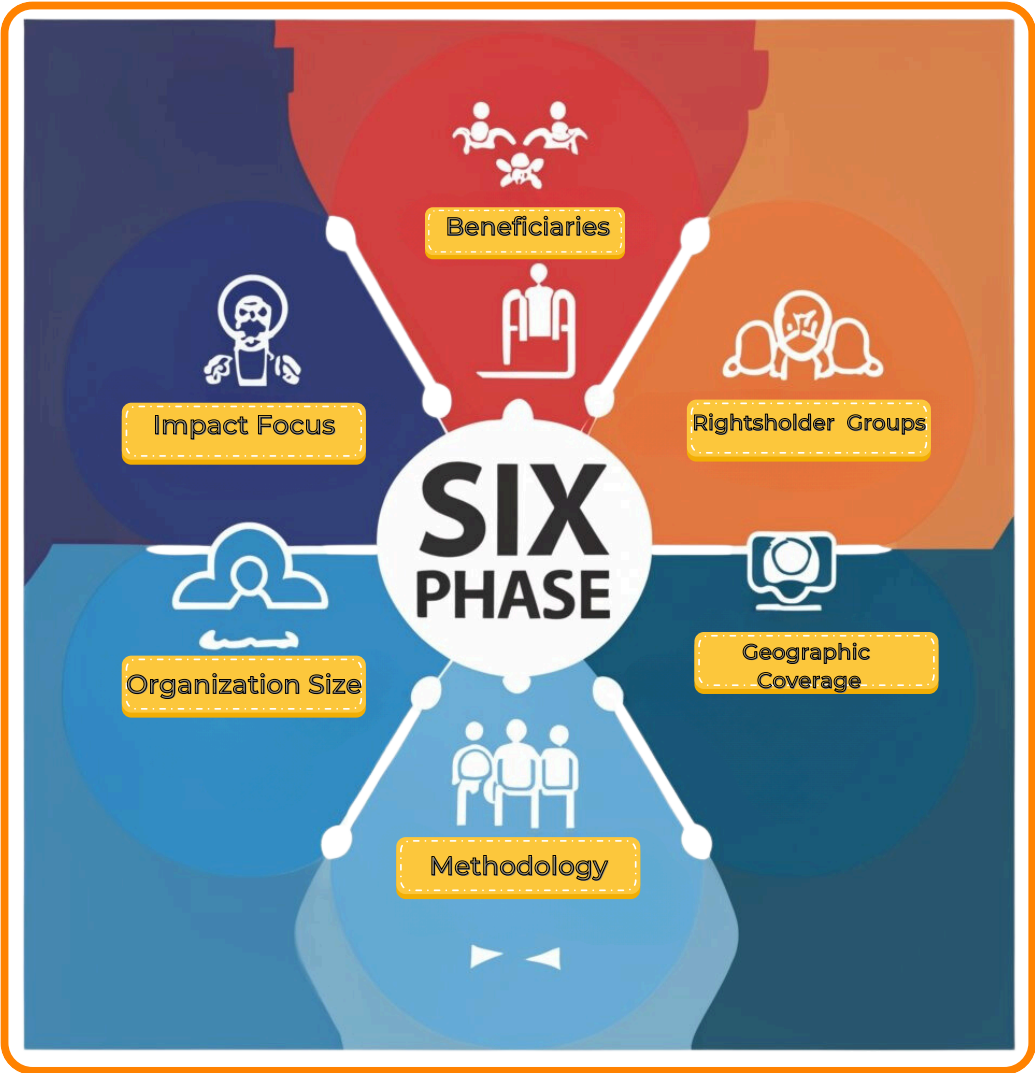 Beneficiaries
Impact Focus
Rightsholder Groups
SIX
PHASE
Organization Size
Geographic
Coverage
Methodology